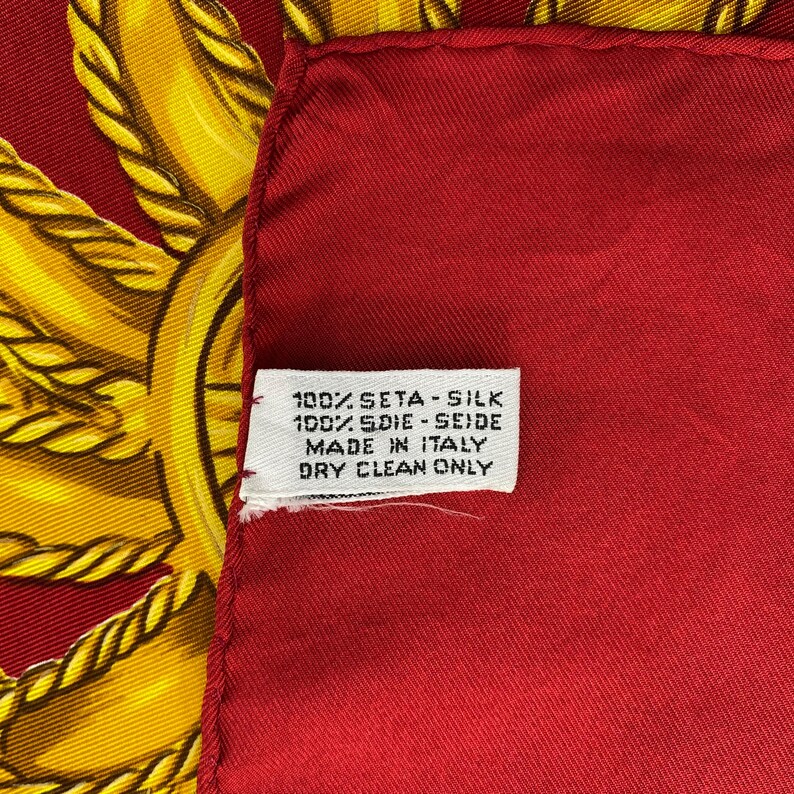 100% SETA - SILK
100% SOIE - SEIDE
MADE IN ITALY
DRY CLEAN ONLY